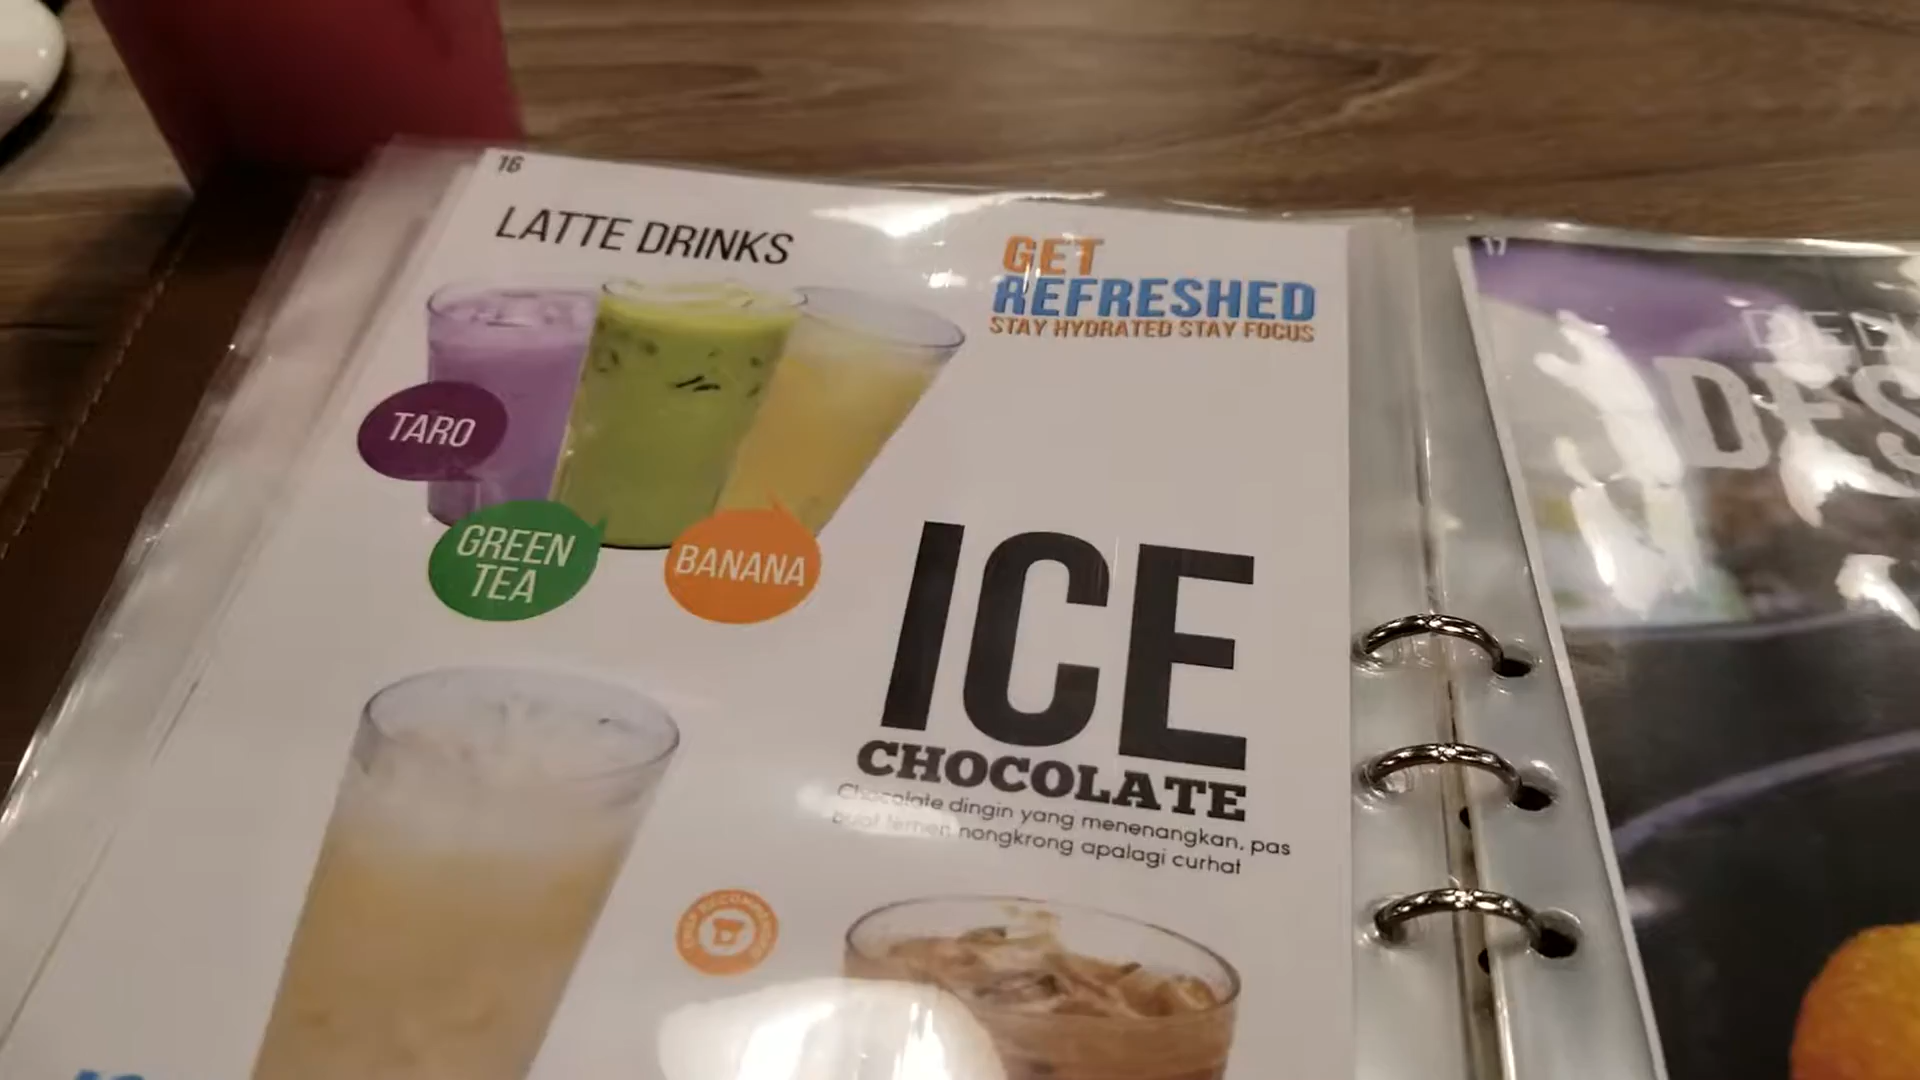 16
LATTE DRINKS
GET
REFRESHED
STAY HYDRATED STAY FOCUS
TARO
GREEN
TEA
BANANA
ICE
CHOCOLATE
Chocolate dingin yang menenangkan, pas
buat temen nongkrong apalagi curhat
17